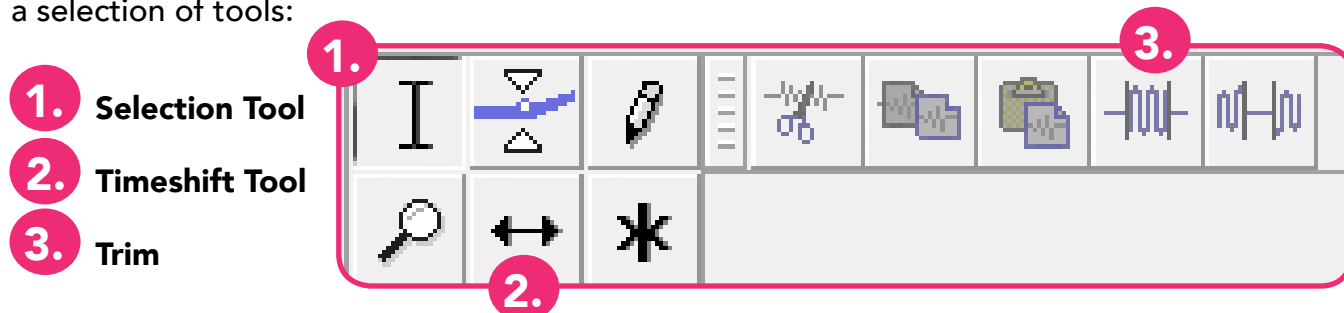 a selection of tools:
1. Selection Tool
2. Timeshift Tool
3. Trim
1.
3.
2.